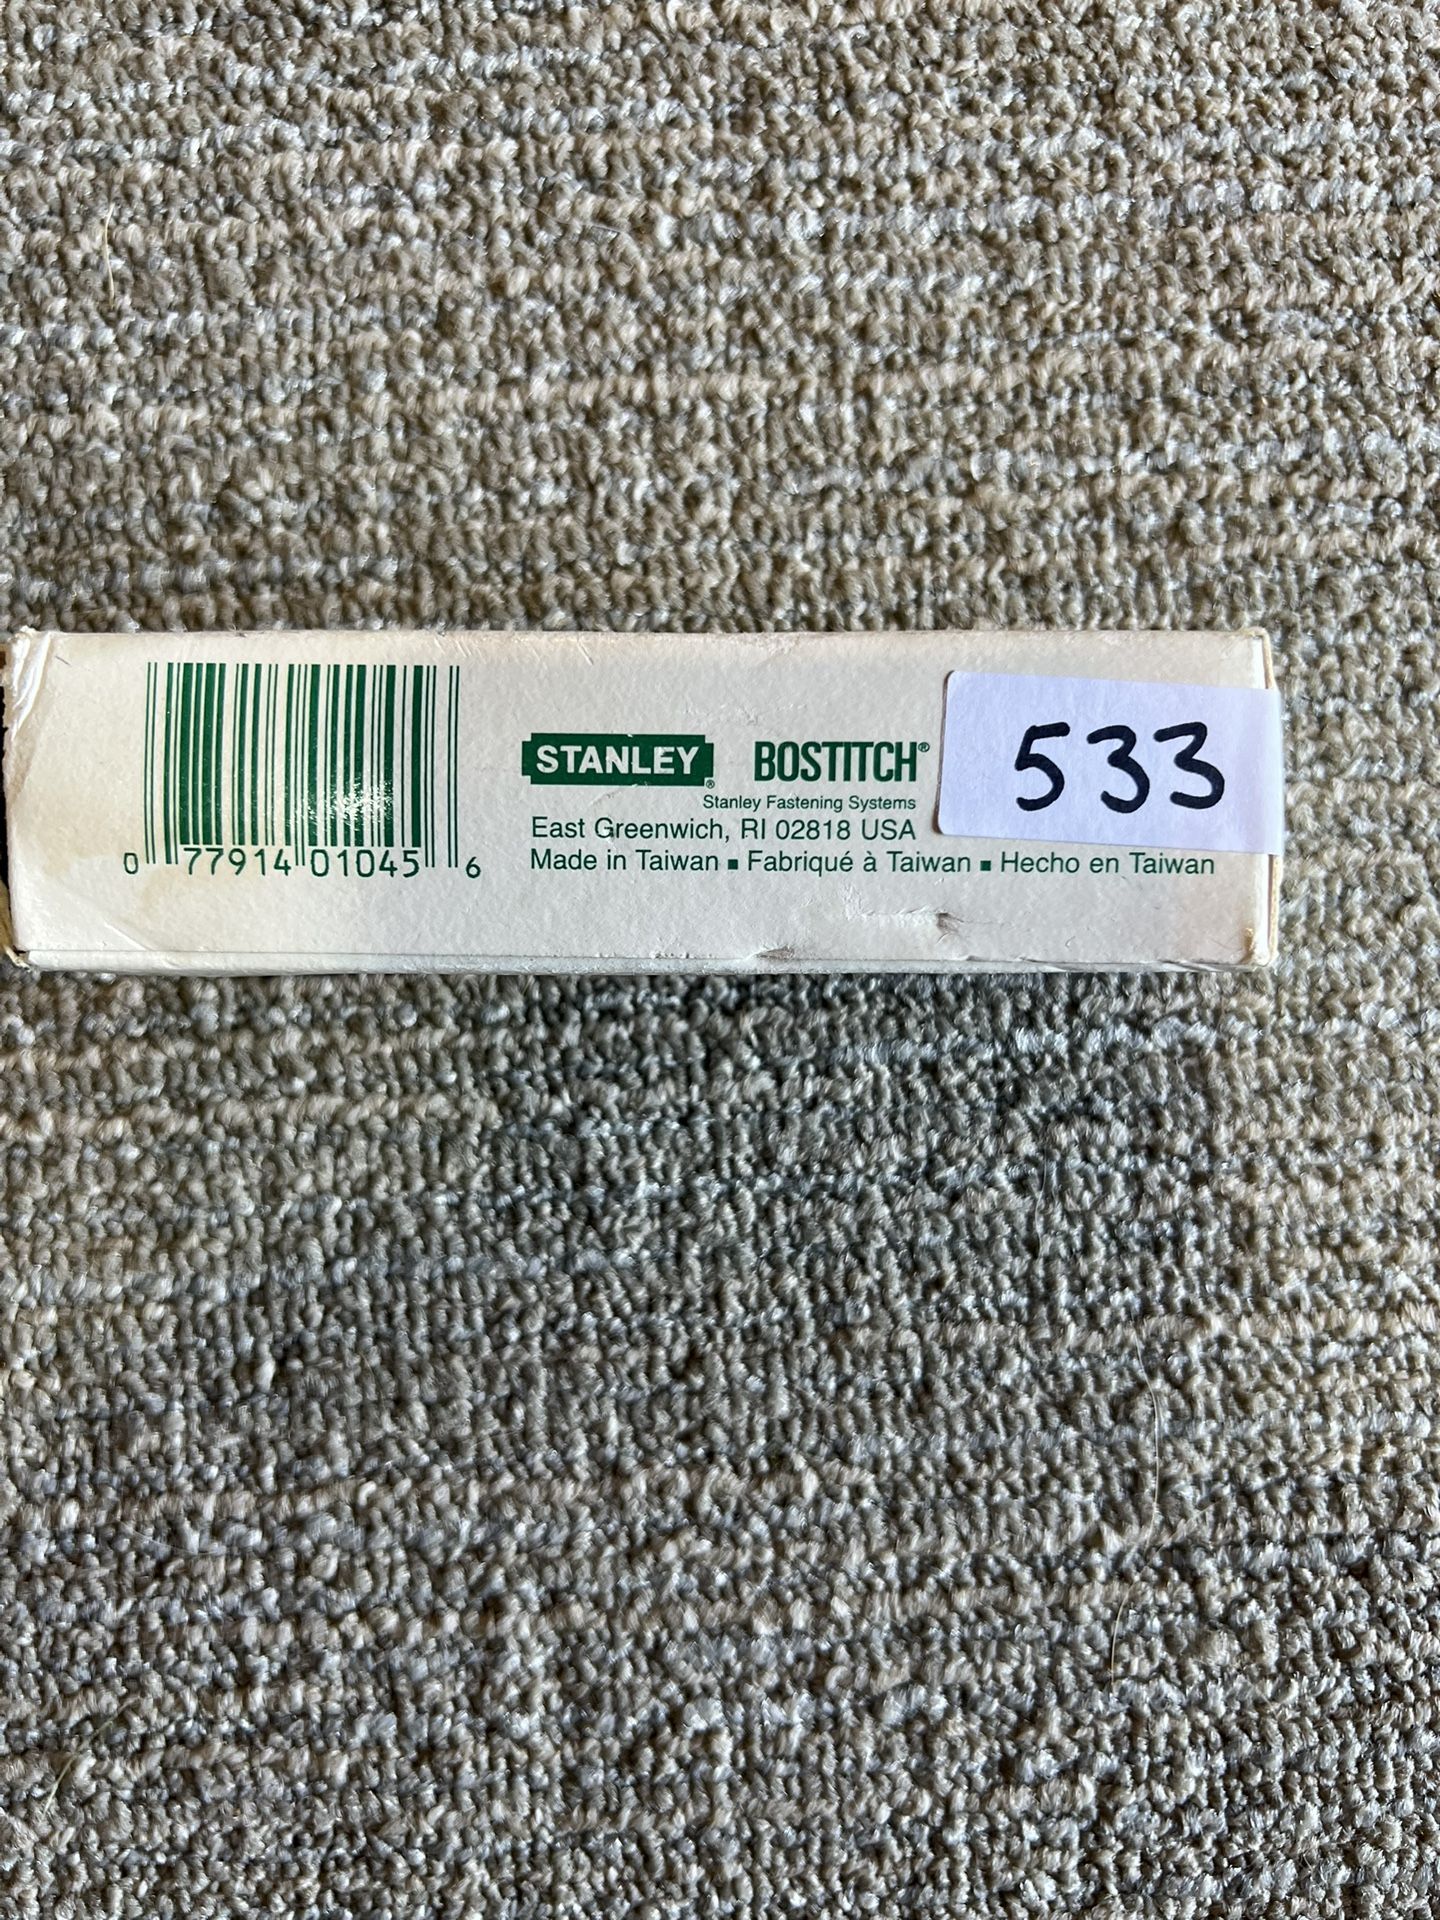 STANLEY® BOSTITCH®
533
Stanley Fastening Systems
East Greenwich, RI 02818 USA
Made in Taiwan ▪ Fabriqué à Taiwan ▪ Hecho en Taiwan
0 77914 01045 6